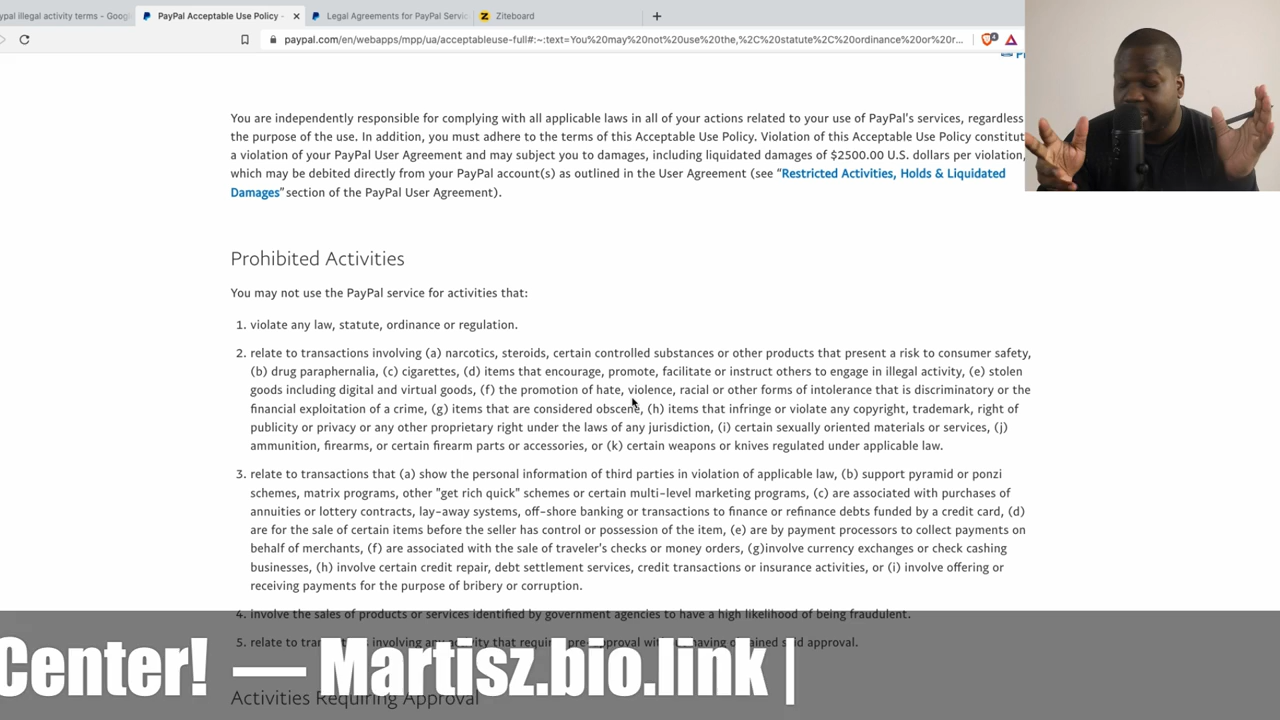 ypal illegal activity terms - Goog
PayPal Acceptable Use Policy -
Legal Agreements for PayPal Servic
Ziteboard
paypal.com/en/webapps/mpp/ua/acceptableuse-full#:~:text=You%20may%20not%20use%20the,%2C%20statute%2C%20ordinance%20or%20r...
You are independently responsible for complying with all applicable laws in all of your actions related to your use of PayPal's services, regardless
the purpose of the use. In addition, you must adhere to the terms of this Acceptable Use Policy. Violation of this Acceptable Use Policy constitut
a violation of your PayPal User Agreement and may subject you to damages, including liquidated damages of $2500.00 U.S. dollars per violation,
which may be debited directly from your PayPal account(s) as outlined in the User Agreement (see “Restricted Activities, Holds & Liquidated
Damages” section of the PayPal User Agreement).
Prohibited Activities
You may not use the PayPal service for activities that:
1. violate any law, statute, ordinance or regulation.
2. relate to transactions involving (a) narcotics, steroids, certain controlled substances or other products that present a risk to consumer safety,
(b) drug paraphernalia, (c) cigarettes, (d) items that encourage, promote, facilitate or instruct others to engage in illegal activity, (e) stolen
goods including digital and virtual goods, (f) the promotion of hate, violence, racial or other forms of intolerance that is discriminatory or the
financial exploitation of a crime, (g) items that are considered obscene, (h) items that infringe or violate any copyright, trademark, right of
publicity or privacy or any other proprietary right under the laws of any jurisdiction, (i) certain sexually oriented materials or services, (j)
ammunition, firearms, or certain firearm parts or accessories, or (k) certain weapons or knives regulated under applicable law.
3. relate to transactions that (a) show the personal information of third parties in violation of applicable law, (b) support pyramid or ponzi
schemes, matrix programs, other "get rich quick" schemes or certain multi-level marketing programs, (c) are associated with purchases of
annuities or lottery contracts, lay-away systems, off-shore banking or transactions to finance or refinance debts funded by a credit card, (d)
are for the sale of certain items before the seller has control or possession of the item, (e) are by payment processors to collect payments on
behalf of merchants, (f) are associated with the sale of traveler's checks or money orders, (g)involve currency exchanges or check cashing
businesses, (h) involve certain credit repair, debt settlement services, credit transactions or insurance activities, or (i) involve offering or
receiving payments for the purpose of bribery or corruption.
4. involve the sales of products or services identified by government agencies to have a high likelihood of being fraudulent.
5. relate to involving any activity that approval said approval.
Center! — Martisz.bio.link |
Activities Requiring Approval